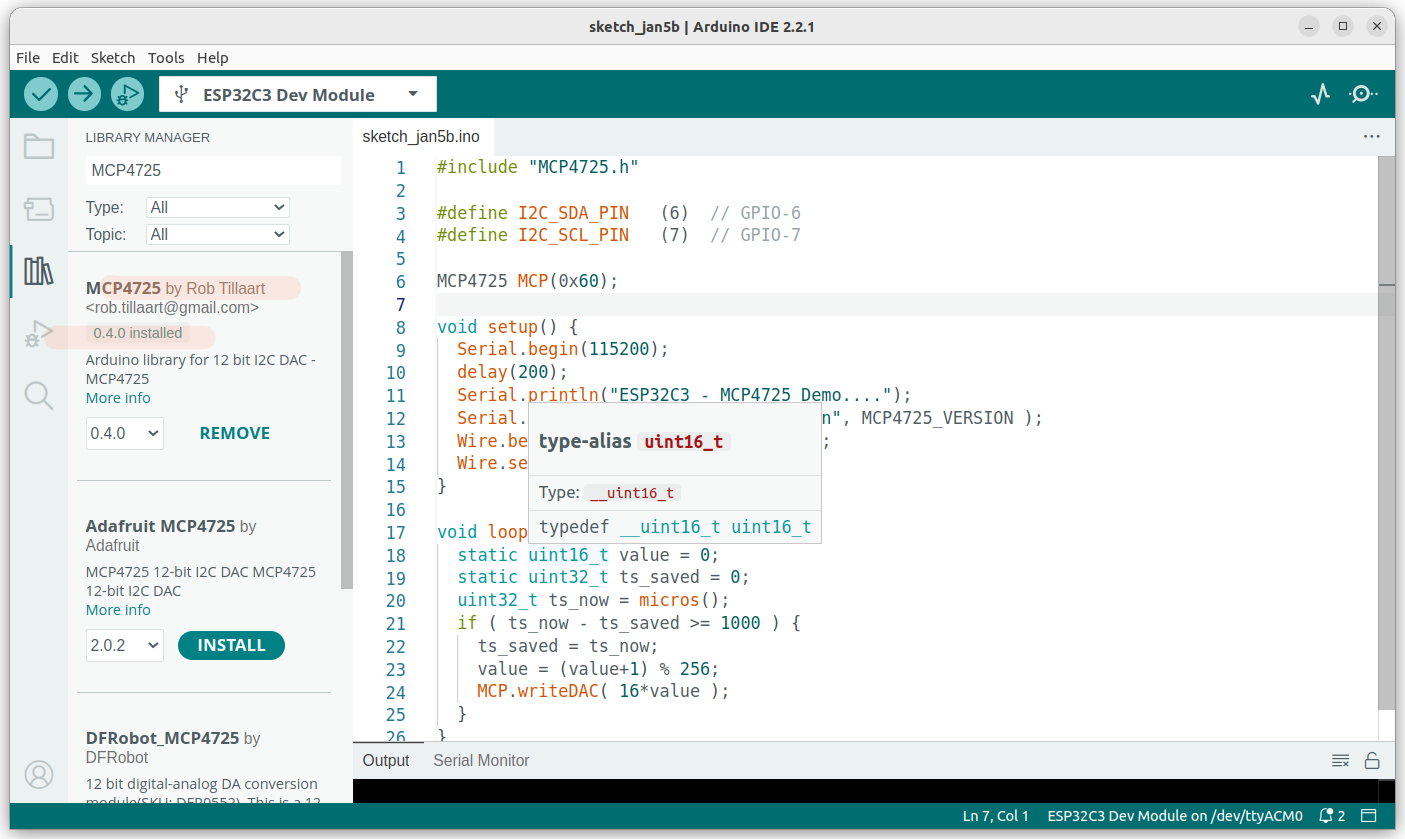 sketch_jan5b | Arduino IDE 2.2.1
File Edit Sketch Tools Help
ESP32C3 Dev Module
LIBRARY MANAGER
MCP4725
Type: All
Topic: All
MCP4725 by Rob Tillaart
<rob.tillaart@gmail.com>
0.4.0 installed
Arduino library for 12 bit I2C DAC -
MCP4725
More info
0.4.0 REMOVE
Adafruit MCP4725 by
Adafruit
MCP4725 12-bit I2C DAC MCP4725
12-bit I2C DAC
More info
2.0.2 INSTALL
DFRobot_MCP4725 by
DFRobot
12 bit digital-analog DA conversion
module(SKU: DFR0552). This is a 12
sketch_jan5b.ino
1 #include "MCP4725.h"
2
3 #define I2C_SDA_PIN (6) // GPIO-6
4 #define I2C_SCL_PIN (7) // GPIO-7
5
6 MCP4725 MCP(0x60);
7
8 void setup() {
9 Serial.begin(115200);
10 delay(200);
11 Serial.println("ESP32C3 - MCP4725 Demo....");
12 Serial. n", MCP4725_VERSION );
13 Wire.be ;
14 Wire.se
15 }
16
17 void loop
18 static uint16_t value = 0;
19 static uint32_t ts_saved = 0;
20 uint32_t ts_now = micros();
21 if ( ts_now - ts_saved >= 1000 ) {
22 ts_saved = ts_now;
23 value = (value+1) % 256;
24 MCP.writeDAC( 16*value );
25 }
26 }
type-alias uint16_t
Type: __uint16_t
typedef __uint16_t uint16_t
Output Serial Monitor
Ln 7, Col 1 ESP32C3 Dev Module on /dev/ttyACM0 2